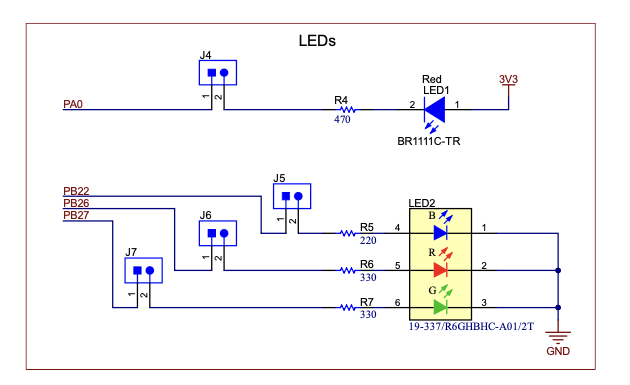 LEDs
J4
1
2
PA0
R4
470
Red
LED1
2
1
BR1111C-TR
3V3
PB22
PB26
PB27
J5
1
2
J6
1
2
J7
1
2
R5
220
R6
330
R7
330
LED2
B
R
G
4
1
5
2
6
3
19-337/R6GHBHC-A01/2T
GND